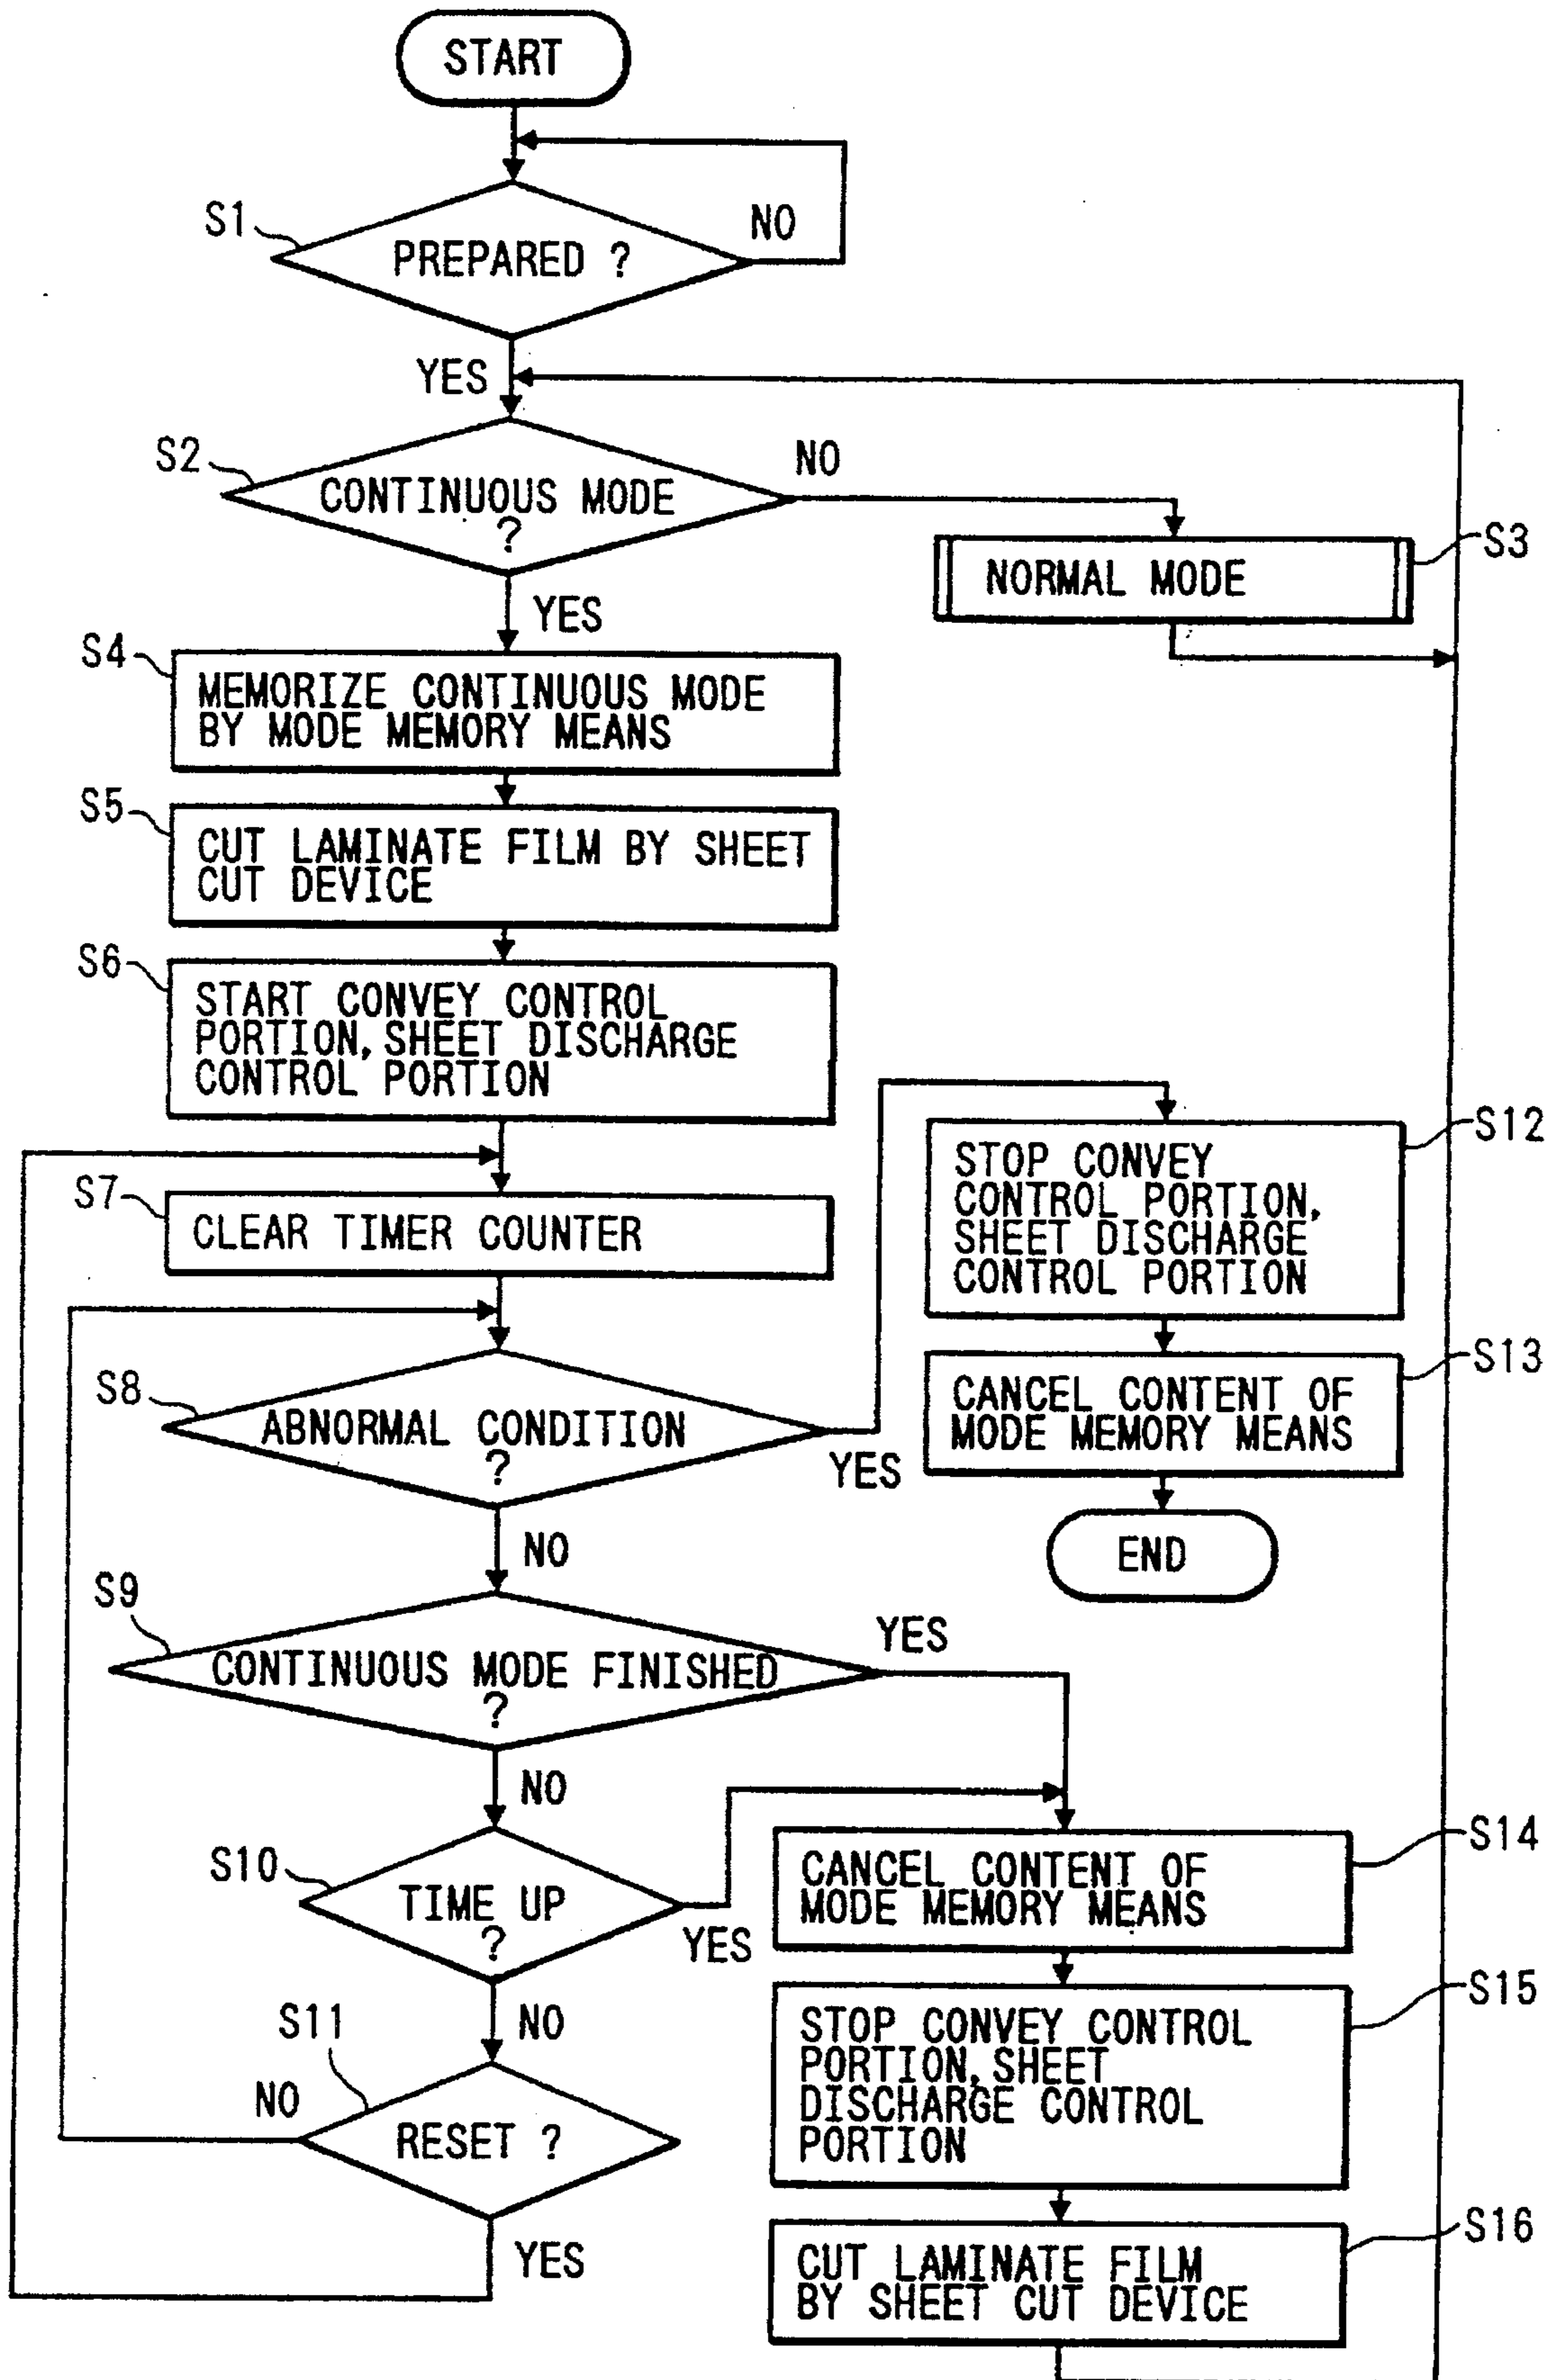 START
S1
PREPARED ?
NO
YES
S2
CONTINUOUS MODE
?
NO
S3
NORMAL MODE
YES
S4
MEMORIZE CONTINUOUS MODE
BY MODE MEMORY MEANS
S5
CUT LAMINATE FILM BY SHEET
CUT DEVICE
S6
START CONVEY CONTROL
PORTION, SHEET DISCHARGE
CONTROL PORTION
S7
CLEAR TIMER COUNTER
S8
ABNORMAL CONDITION
?
YES
NO
S12
STOP CONVEY
CONTROL PORTION,
SHEET DISCHARGE
CONTROL PORTION
S13
CANCEL CONTENT OF
MODE MEMORY MEANS
END
S9
CONTINUOUS MODE FINISHED
?
YES
NO
S10
TIME UP
?
YES
NO
S11
RESET ?
NO
YES
S14
CANCEL CONTENT OF
MODE MEMORY MEANS
S15
STOP CONVEY CONTROL
PORTION, SHEET
DISCHARGE CONTROL
PORTION
S16
CUT LAMINATE FILM
BY SHEET CUT DEVICE